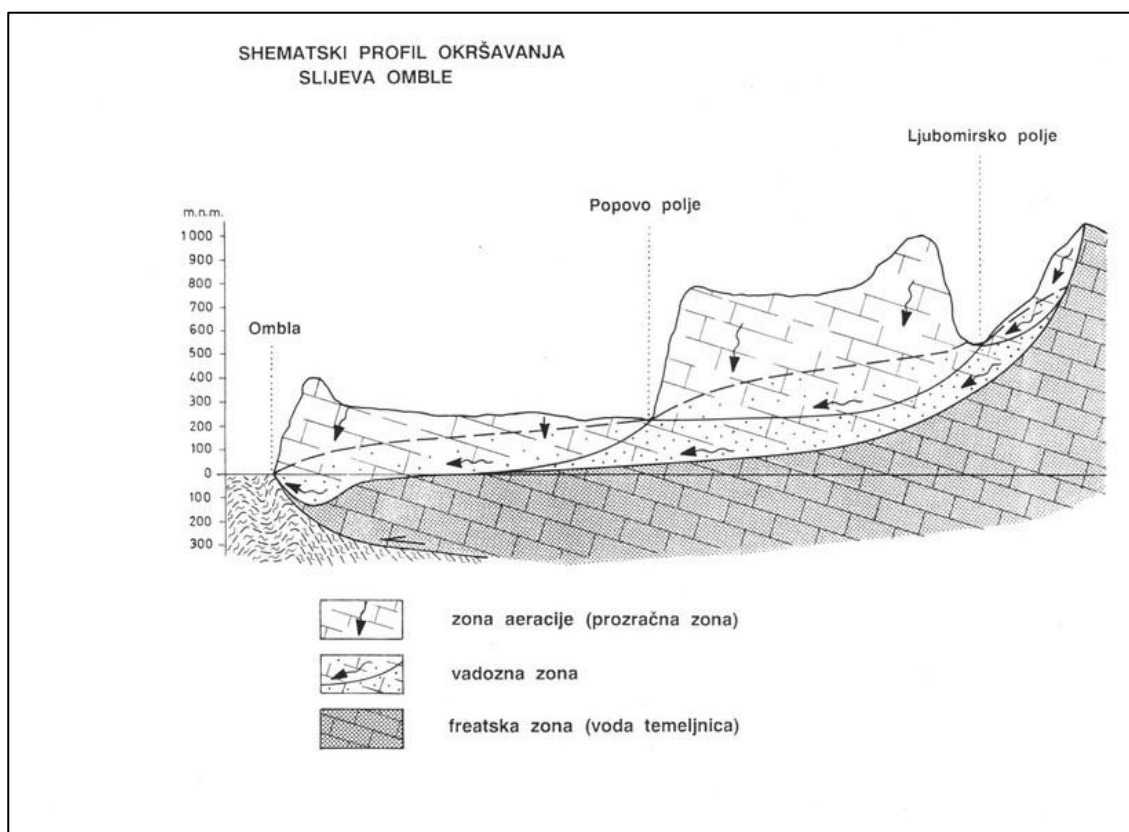 SHEMATSKI PROFIL OKRŠAVANJA
SLIJEVA OMBLE
Ljubomirsko polje
Popovo polje
m.n.m.
1000
900
800
700
600
500
400
300
200
100
0
100
200
300
Ombla
zona aeracije (prozračna zona)
vadozna zona
freatska zona (voda temeljnica)